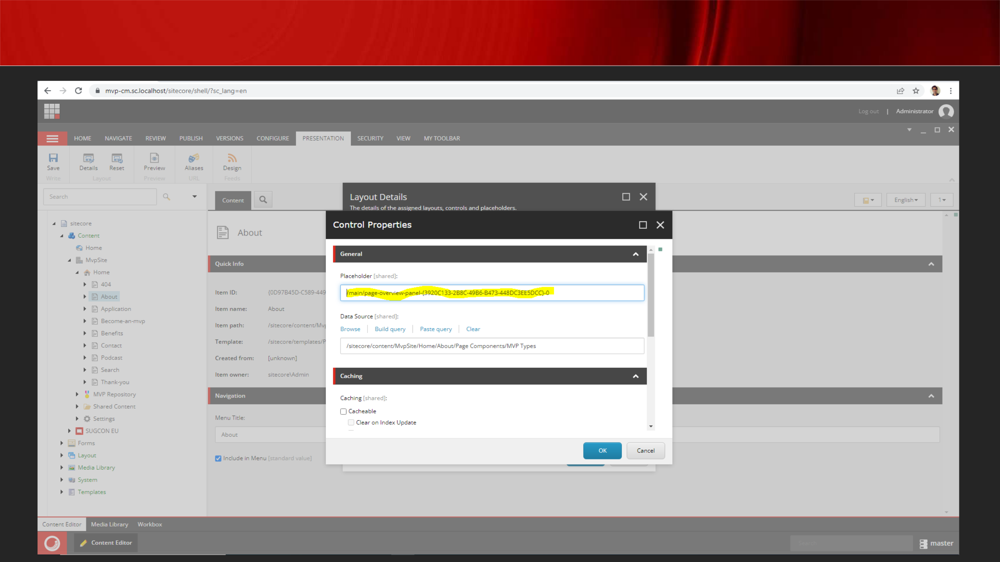 mvp-cm.sc.localhost/sitecore/shell/?sc_lang=en
Log out | Administrator
HOME NAVIGATE REVIEW PUBLISH VERSIONS CONFIGURE PRESENTATION SECURITY VIEW MY TOOLBAR
Save Details Reset Preview Aliases Design
Write Layout Preview URL Feeds
Search
Content
English 1
Layout Details
The details of the assigned layouts, controls and placeholders.
sitecore
Content
Home
MvpSite
Home
404
About
Application
Become-an-mvp
Benefits
Contact
Podcast
Search
Thank-you
MVP Repository
Shared Content
Settings
SUGCON EU
Forms
Layout
Media Library
System
Templates
About
Quick Info
Item ID: {0D97B45D-C589-449
Item name: About
Item path: /sitecore/content/Mvp
Template: /sitecore/templates/P
Created from: [unknown]
Item owner: sitecore\Admin
Navigation
Menu Title:
About
Include in Menu [standard value]
Control Properties
General
Placeholder [shared]:
/main/page-overview-panel-{3920C133-2B8C-49B6-B473-448DC3EE5DCC}-0
Data Source [shared]:
Browse Build query Paste query Clear
/sitecore/content/MvpSite/Home/About/Page Components/MVP Types
Caching
Caching [shared]:
Cacheable
Clear on Index Update
OK Cancel
Content Editor Media Library Workbox
Content Editor
Search
master